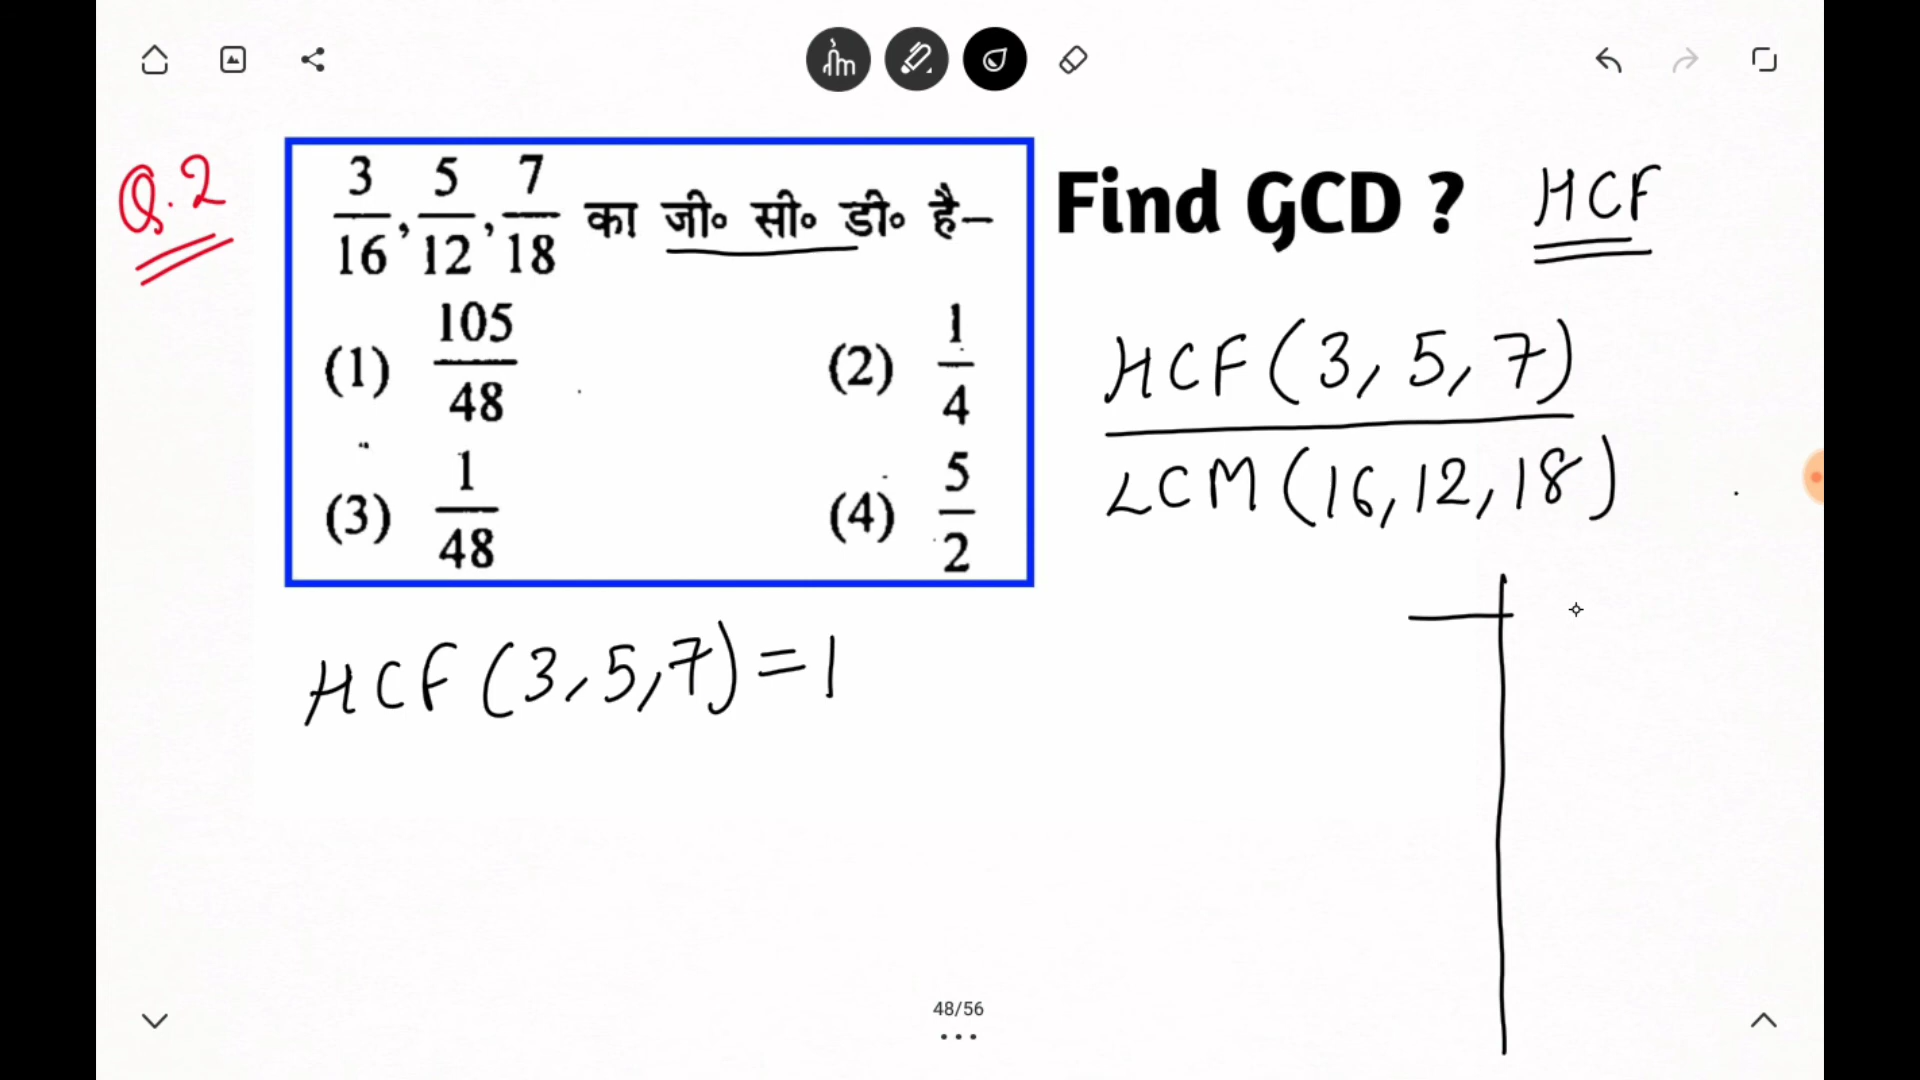 Q.2
3/16, 5/12, 7/18 का जी॰ सी॰ डी॰ है–
(1) 105/48 (2) 1/4
(3) 1/48 (4) 5/2
Find GCD ? HCF
HCF(3, 5, 7)
LCM(16, 12, 18)
HCF(3, 5, 7) = 1
48/56